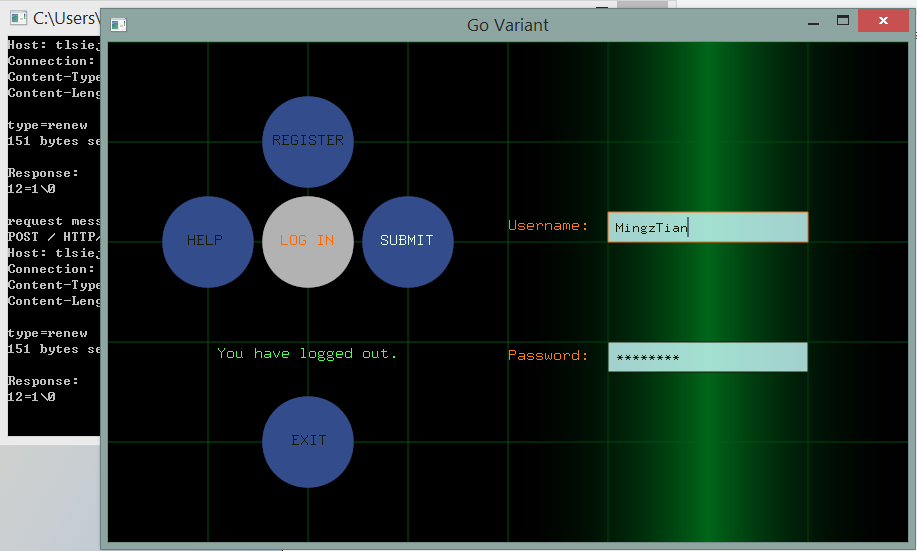 C:\Users\
Go Variant
Host: tlsie
Connection:
Content-Type
Content-Leng
type=renew
151 bytes se
Response:
12=1\0
request mess
POST / HTTP/
Host: tlsie
Connection:
Content-Type
Content-Leng
type=renew
151 bytes se
Response:
12=1\0
REGISTER
HELP
LOG IN
SUBMIT
Username:
MingzTian
You have logged out.
Password:
********
EXIT